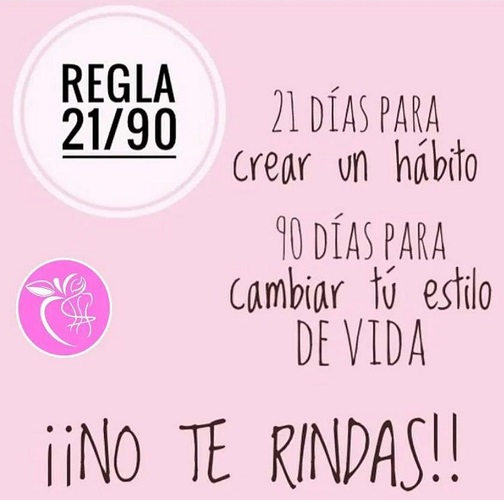 REGLA
21/90
21 DÍAS PARA
crear un hábito
90 DÍAS PARA
cambiar tú estilo
DE VIDA
¡¡NO TE RINDAS!!